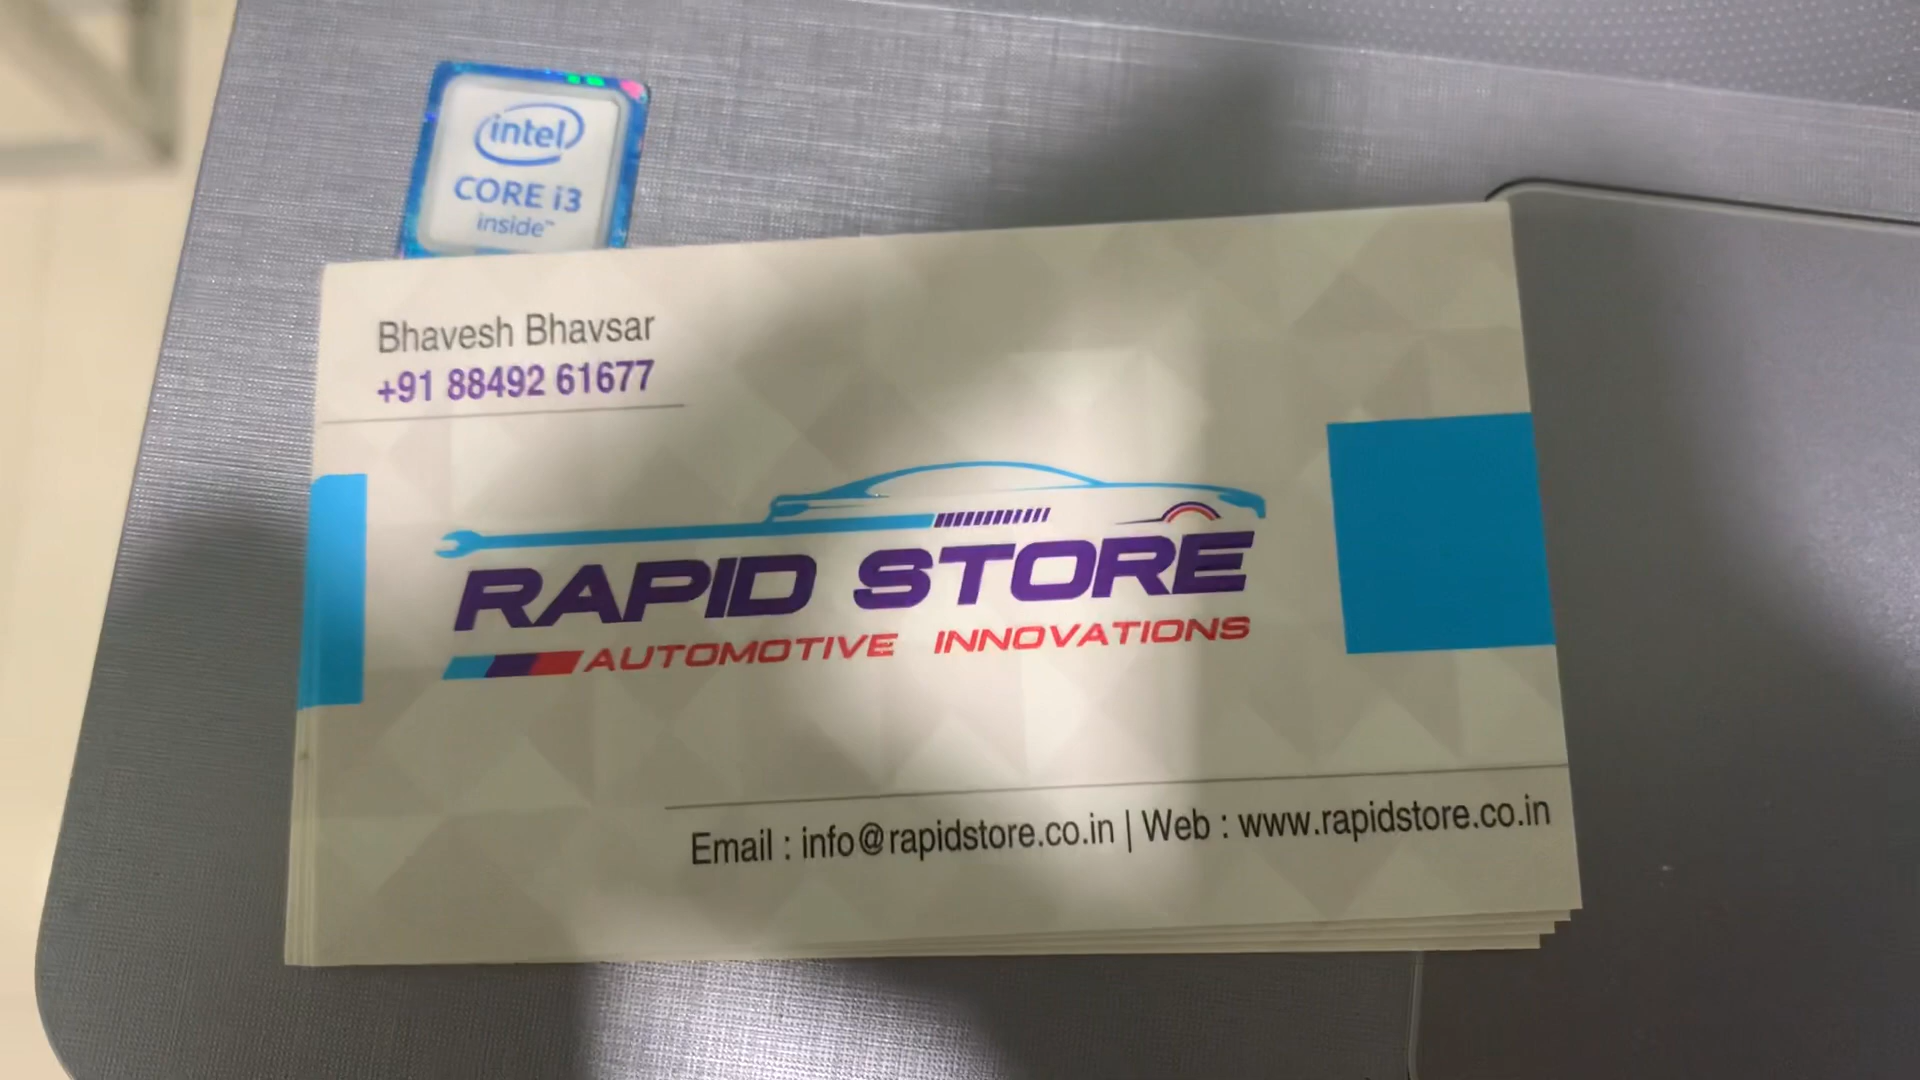 intel
CORE i3
inside™
Bhavesh Bhavsar
+91 88492 61677
RAPID STORE
AUTOMOTIVE INNOVATIONS
Email : info@rapidstore.co.in | Web : www.rapidstore.co.in